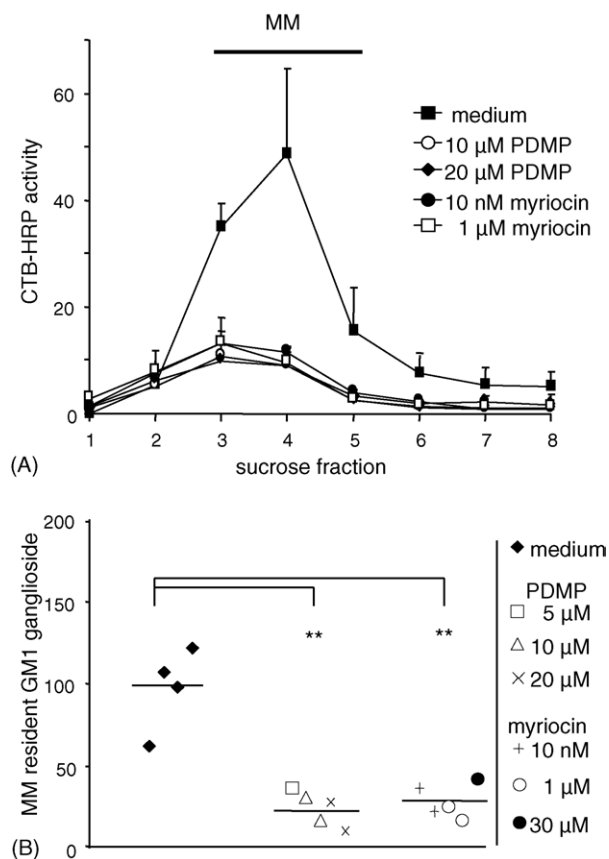 MM
60
40
20
0
CTB-HRP activity
medium
10 µM PDMP
20 µM PDMP
10 nM myriocin
1 µM myriocin
1 2 3 4 5 6 7 8
sucrose fraction
(A)
200
150
100
50
0
MM resident GM1 ganglioside
** **
medium
PDMP
5 µM
10 µM
20 µM
myriocin
10 nM
1 µM
30 µM
(B)